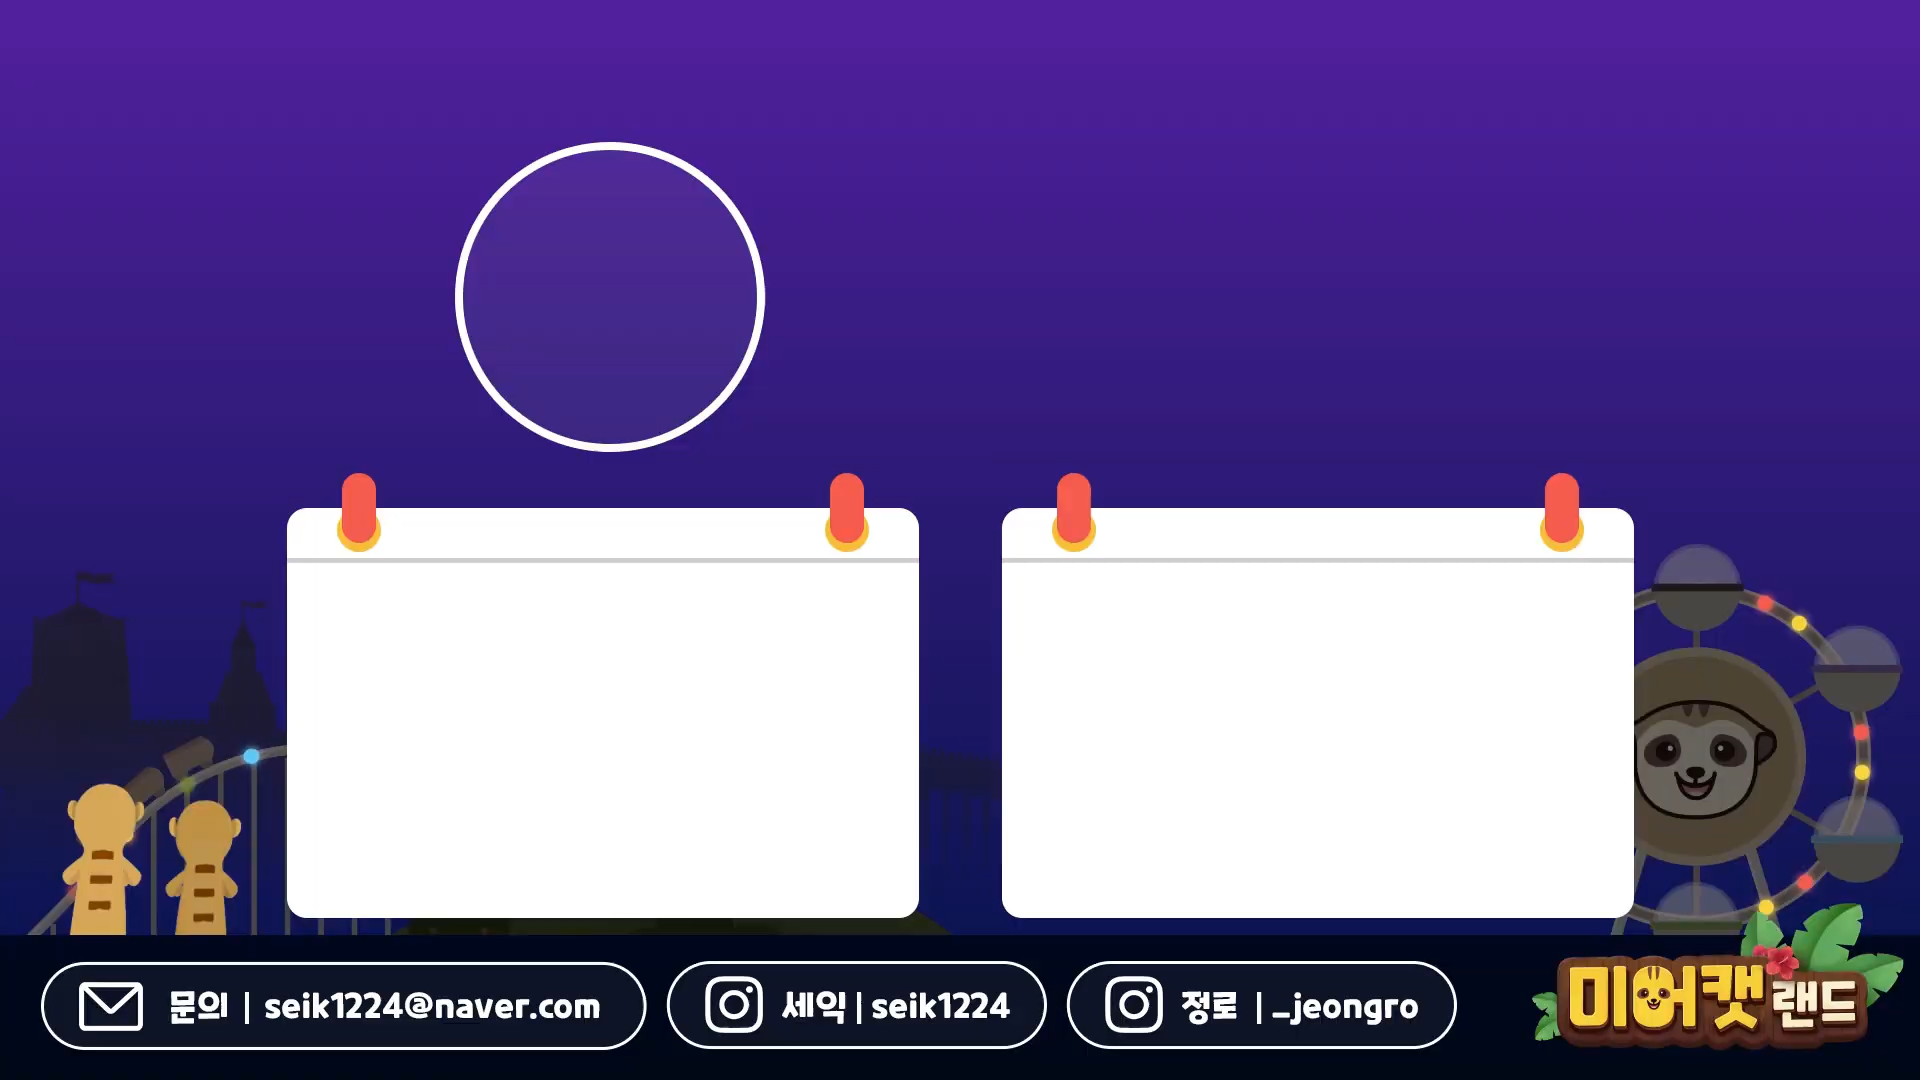 문의 | seik1224@naver.com
세익 | seik1224
정로 | _jeongro
미어캣랜드